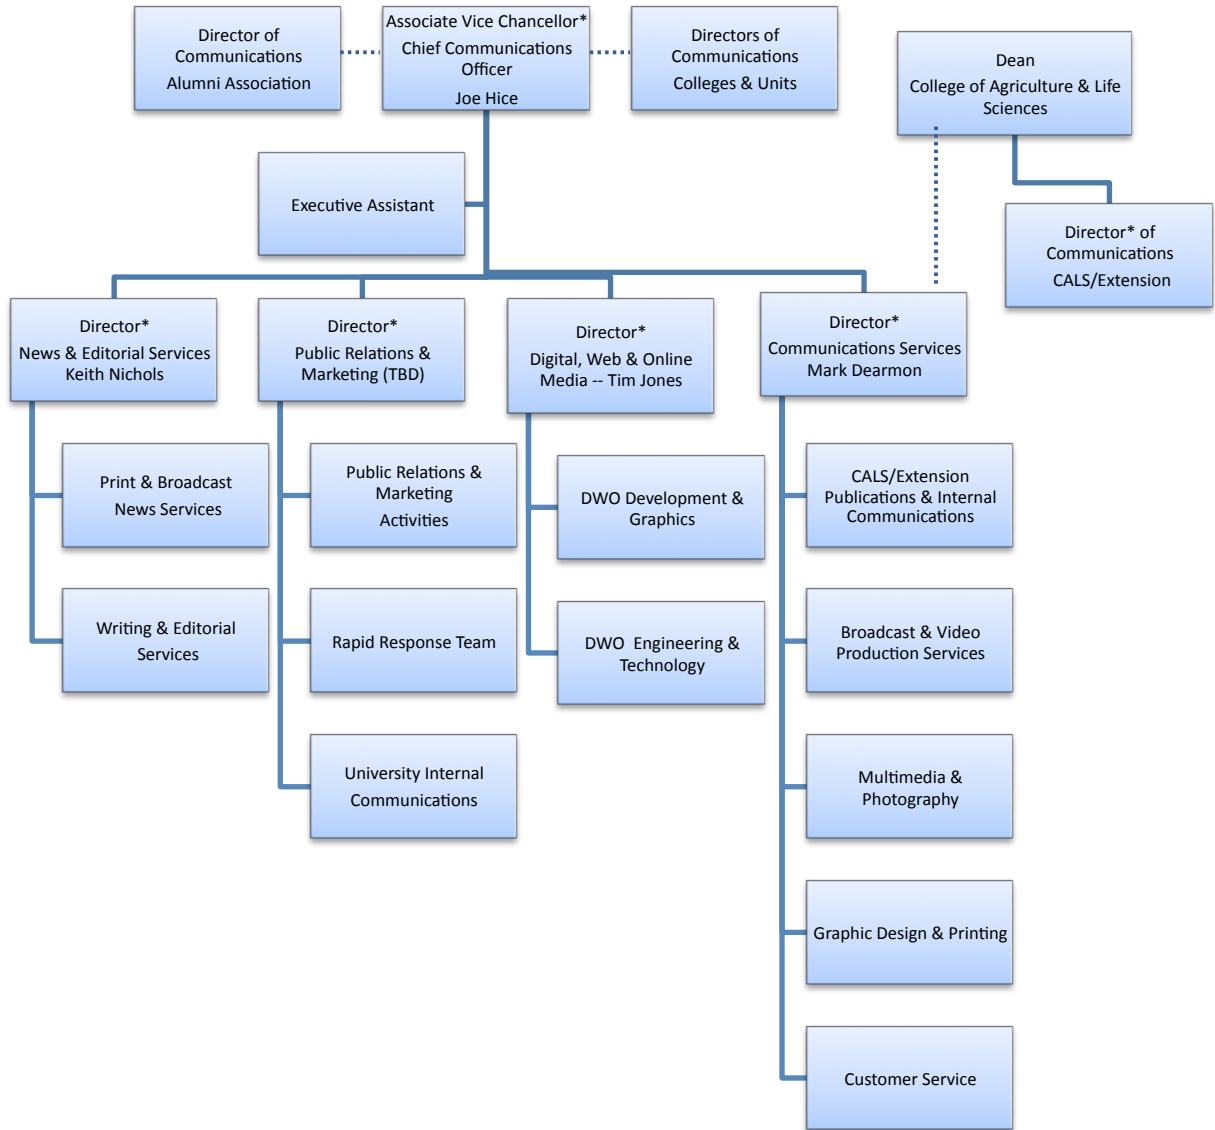 Director of
Communications
Alumni Association
Associate Vice Chancellor*
Chief Communications
Officer
Joe Hice
Directors of
Communications
Colleges & Units
Dean
College of Agriculture & Life
Sciences
Executive Assistant
Director* of
Communications
CALS/Extension
Director*
News & Editorial Services
Keith Nichols
Director*
Public Relations &
Marketing (TBD)
Director*
Digital, Web & Online
Media -- Tim Jones
Director*
Communications Services
Mark Dearmon
Print & Broadcast
News Services
Writing & Editorial
Services
Public Relations &
Marketing
Activities
Rapid Response Team
University Internal
Communications
DWO Development &
Graphics
DWO  Engineering &
Technology
CALS/Extension
Publications & Internal
Communications
Broadcast & Video
Production Services
Multimedia &
Photography
Graphic Design & Printing
Customer Service